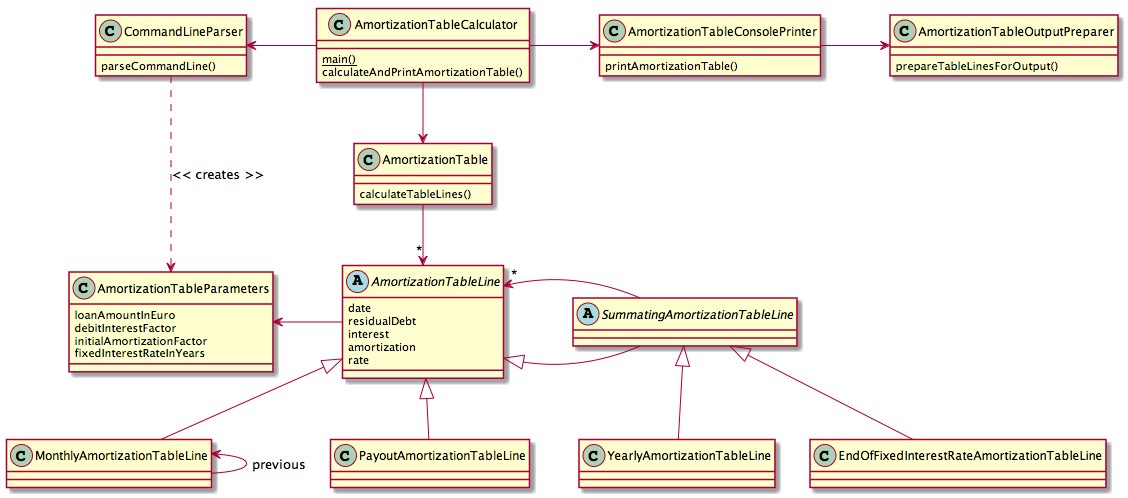 C CommandLineParser
parseCommandLine()
C AmortizationTableCalculator
main()
calculateAndPrintAmortizationTable()
C AmortizationTableConsolePrinter
printAmortizationTable()
C AmortizationTableOutputPreparer
prepareTableLinesForOutput()
<< creates >>
C AmortizationTable
calculateTableLines()
*
C AmortizationTableParameters
loanAmountInEuro
debitInterestFactor
initialAmortizationFactor
fixedInterestRateInYears
A AmortizationTableLine
date
residualDebt
interest
amortization
rate
*
A SummatingAmortizationTableLine
C MonthlyAmortizationTableLine
previous
C PayoutAmortizationTableLine
C YearlyAmortizationTableLine
C EndOfFixedInterestRateAmortizationTableLine